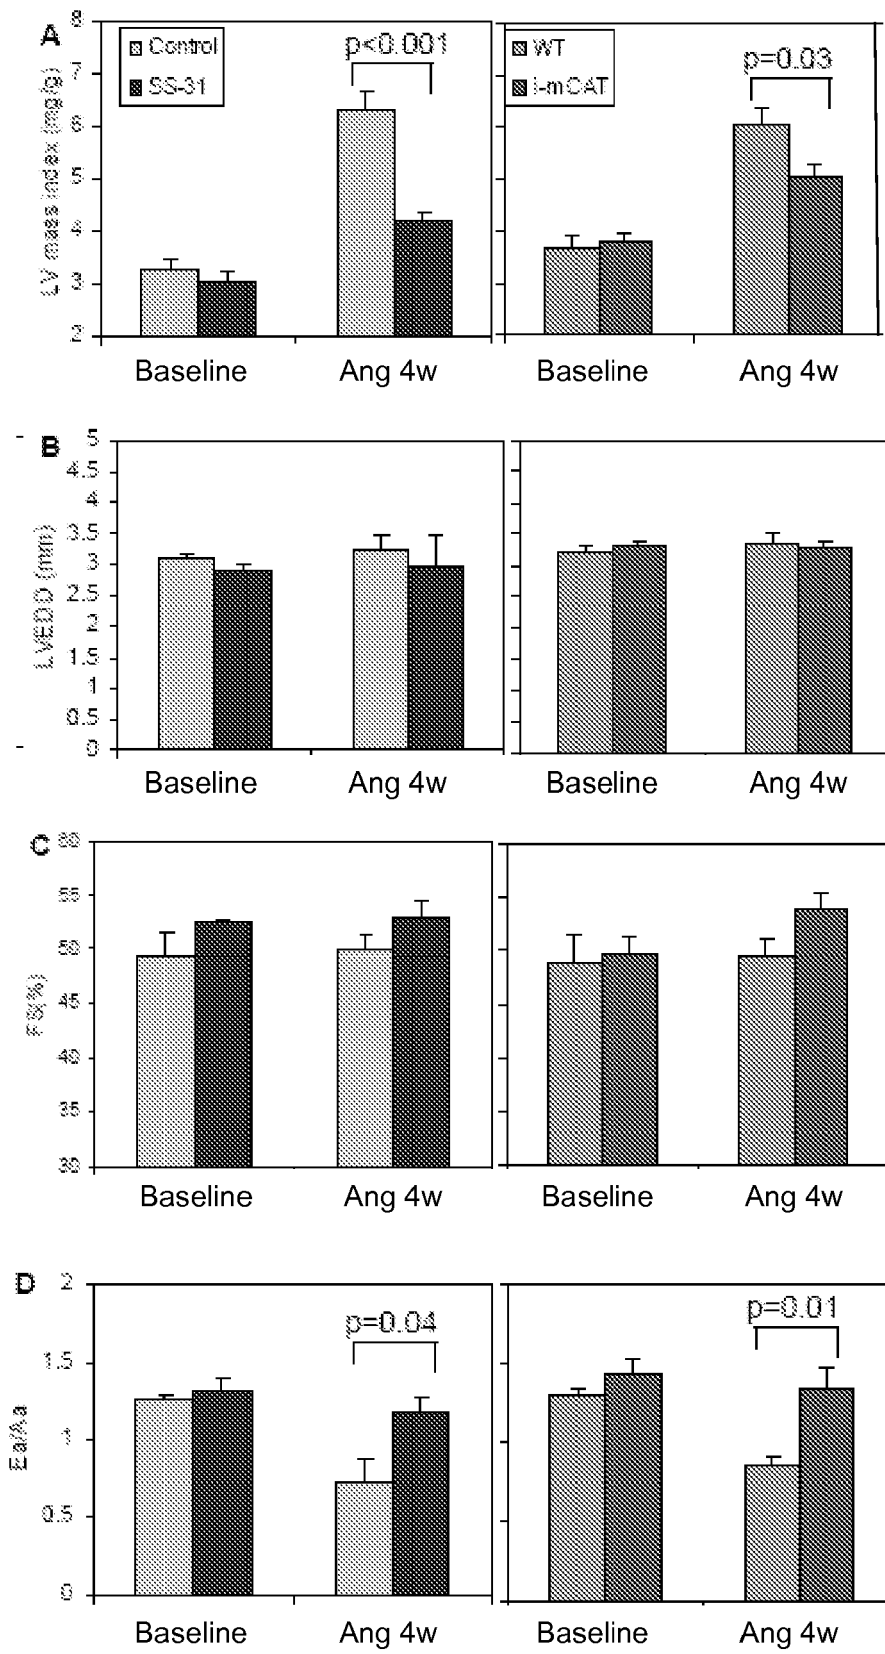 A
LV mass index (mg/g)
8
7
6
5
4
3
2
Control
SS-31
p<0.001
Baseline
Ang 4w
WT
i-mCAT
p=0.03
Baseline
Ang 4w
B
LVEDD (mm)
5
4.5
4
3.5
3
2.5
2
1.5
1
0.5
0
Baseline
Ang 4w
Baseline
Ang 4w
C
FS(%)
60
55
50
45
40
35
30
Baseline
Ang 4w
Baseline
Ang 4w
D
Ea/Aa
2
1.5
1
0.5
0
p=0.04
Baseline
Ang 4w
p=0.01
Baseline
Ang 4w